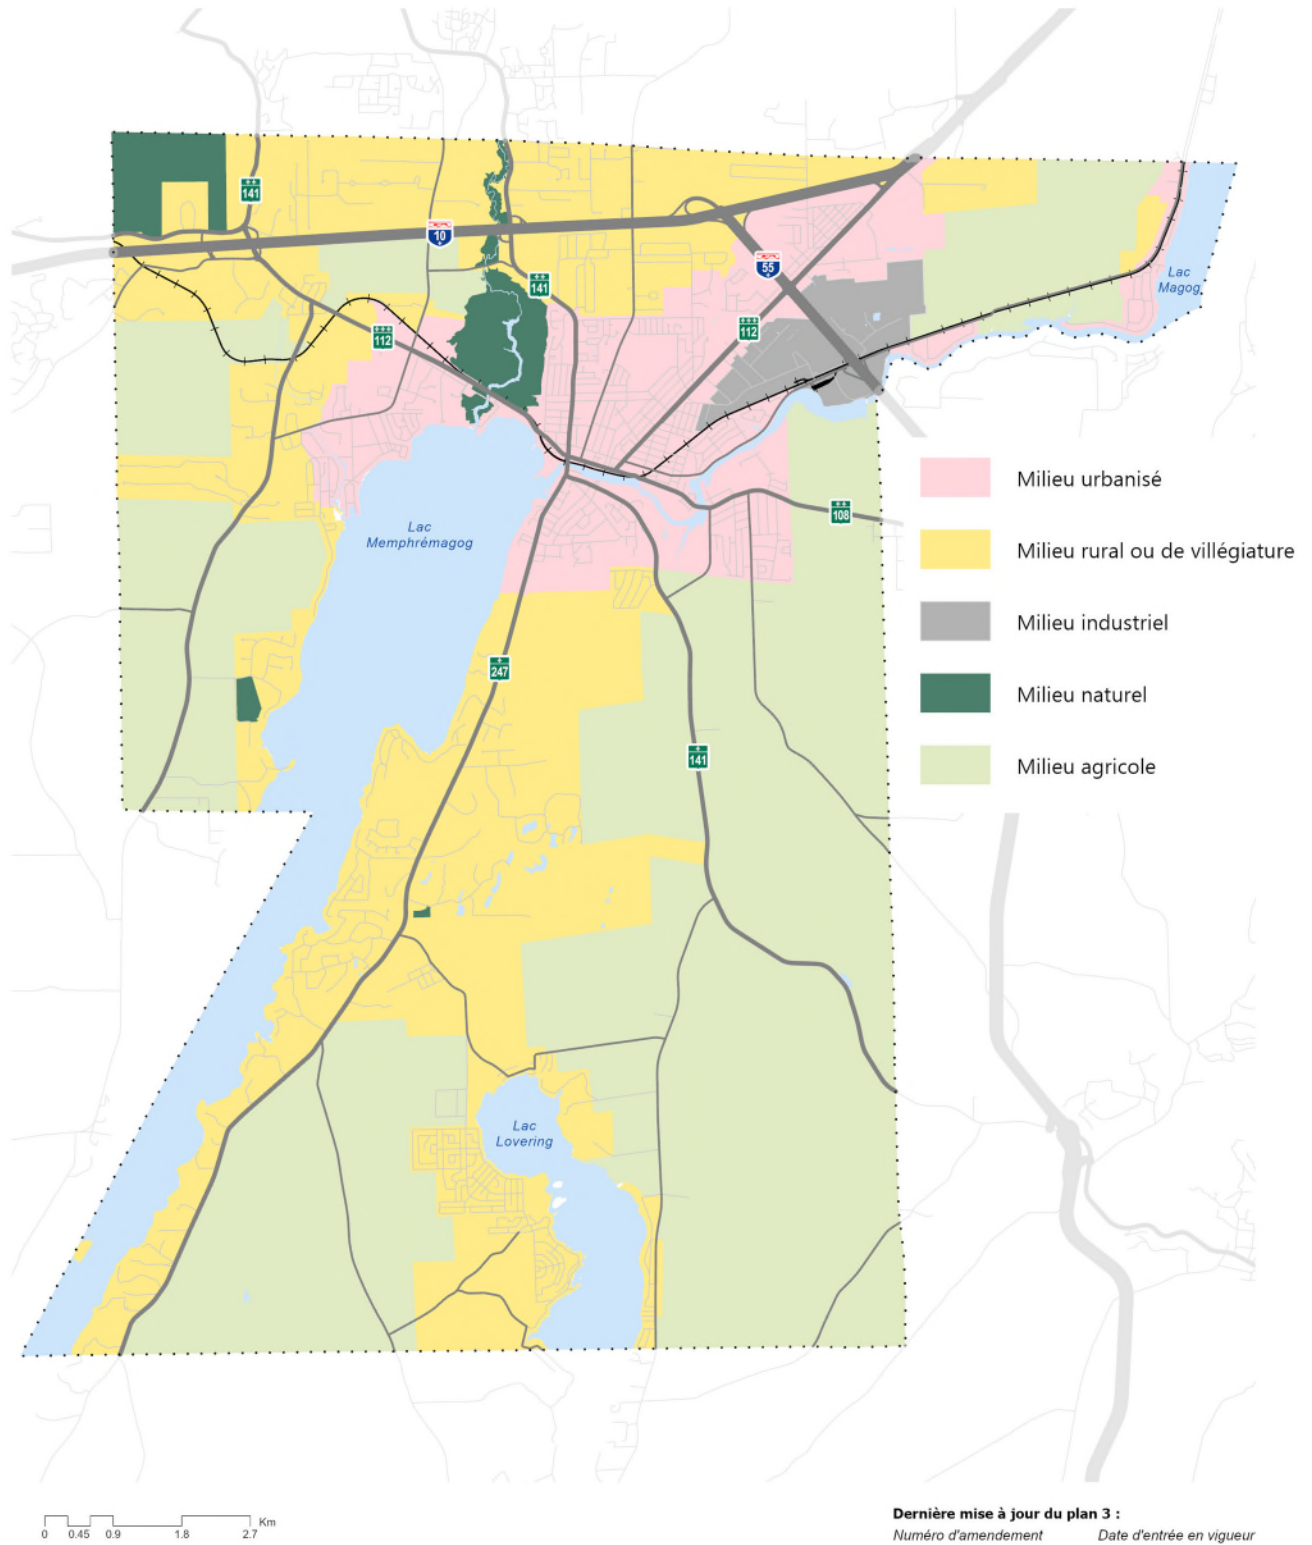 141
10
141
55
112
112
Lac
Magog
Lac
Memphrémagog
108
247
141
Lac
Lovering
Milieu urbanisé
Milieu rural ou de villégiature
Milieu industriel
Milieu naturel
Milieu agricole
0 0.45 0.9 1.8 2.7 Km
Dernière mise à jour du plan 3 :
Numéro d'amendement Date d'entrée en vigueur